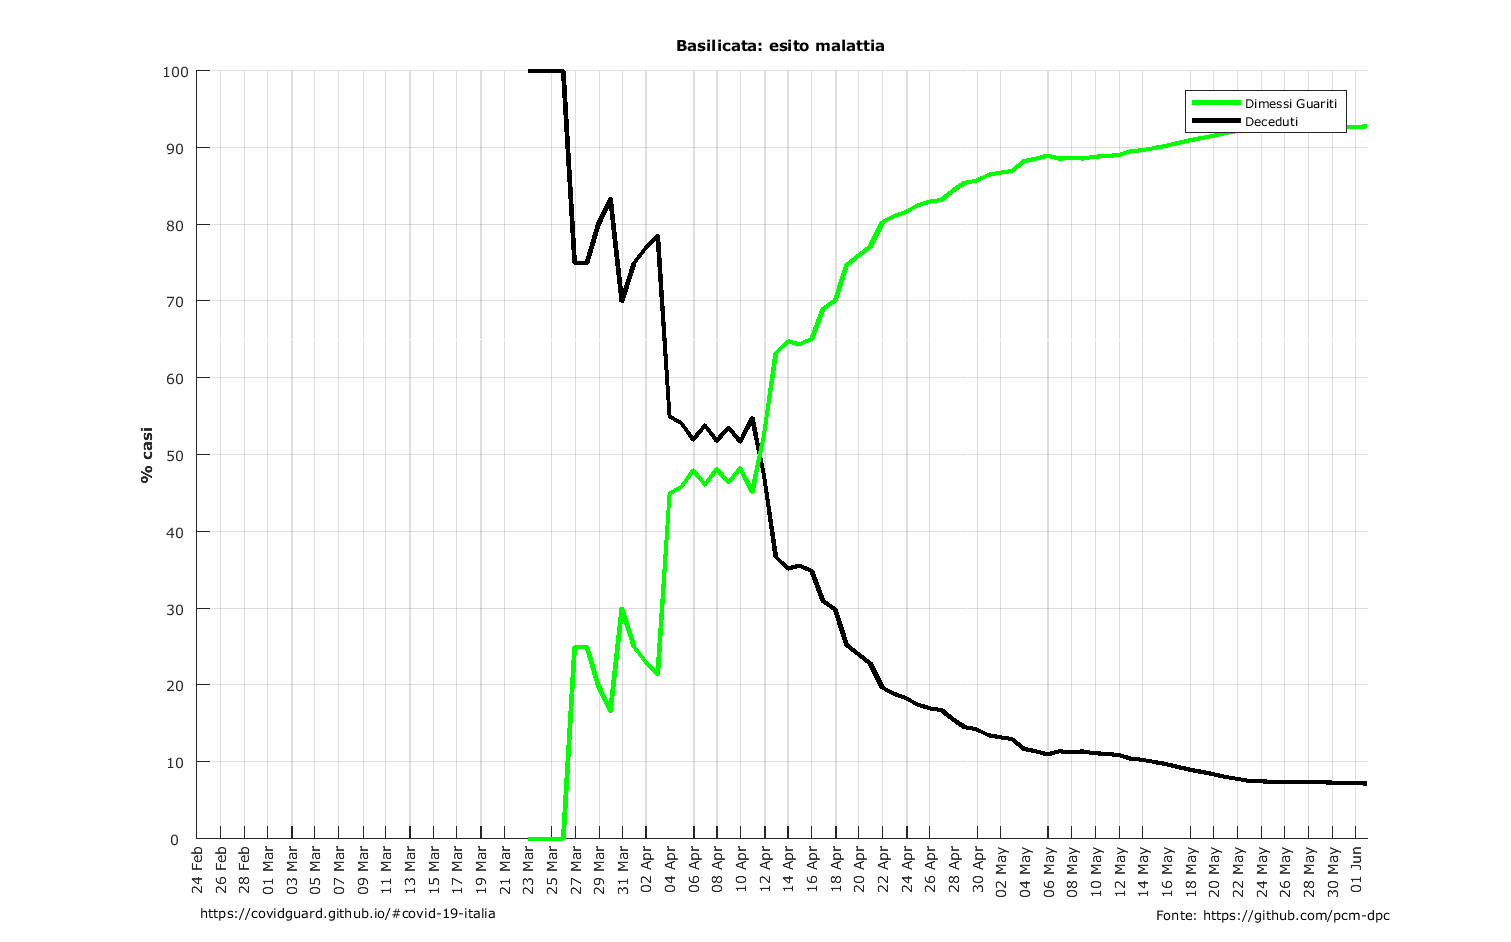 Basilicata: esito malattia
Dimessi Guariti
Deceduti
% casi
100
90
80
70
60
50
40
30
20
10
0
24 Feb
26 Feb
28 Feb
01 Mar
03 Mar
05 Mar
07 Mar
09 Mar
11 Mar
13 Mar
15 Mar
17 Mar
19 Mar
21 Mar
23 Mar
25 Mar
27 Mar
29 Mar
31 Mar
02 Apr
04 Apr
06 Apr
08 Apr
10 Apr
12 Apr
14 Apr
16 Apr
18 Apr
20 Apr
22 Apr
24 Apr
26 Apr
28 Apr
30 Apr
02 May
04 May
06 May
08 May
10 May
12 May
14 May
16 May
18 May
20 May
22 May
24 May
26 May
28 May
30 May
01 Jun
https://covidguard.github.io/#covid-19-italia
Fonte: https://github.com/pcm-dpc